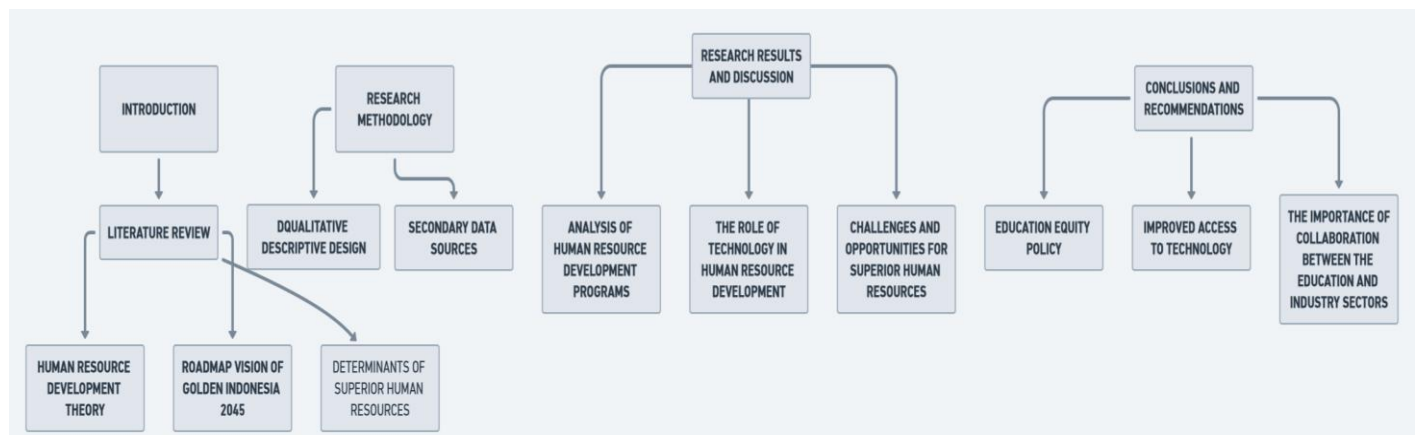 INTRODUCTION
LITERATURE REVIEW
HUMAN RESOURCE
DEVELOPMENT
THEORY
ROADMAP VISION OF
GOLDEN INDONESIA
2045
DETERMINANTS OF
SUPERIOR HUMAN
RESOURCES
RESEARCH
METHODOLOGY
DQUALITATIVE
DESCRIPTIVE DESIGN
SECONDARY DATA
SOURCES
RESEARCH RESULTS
AND DISCUSSION
ANALYSIS OF
HUMAN RESOURCE
DEVELOPMENT
PROGRAMS
THE ROLE OF
TECHNOLOGY IN
HUMAN RESOURCE
DEVELOPMENT
CHALLENGES AND
OPPORTUNITIES FOR
SUPERIOR HUMAN
RESOURCES
CONCLUSIONS AND
RECOMMENDATIONS
EDUCATION EQUITY
POLICY
IMPROVED ACCESS
TO TECHNOLOGY
THE IMPORTANCE OF
COLLABORATION
BETWEEN THE
EDUCATION AND
INDUSTRY SECTORS